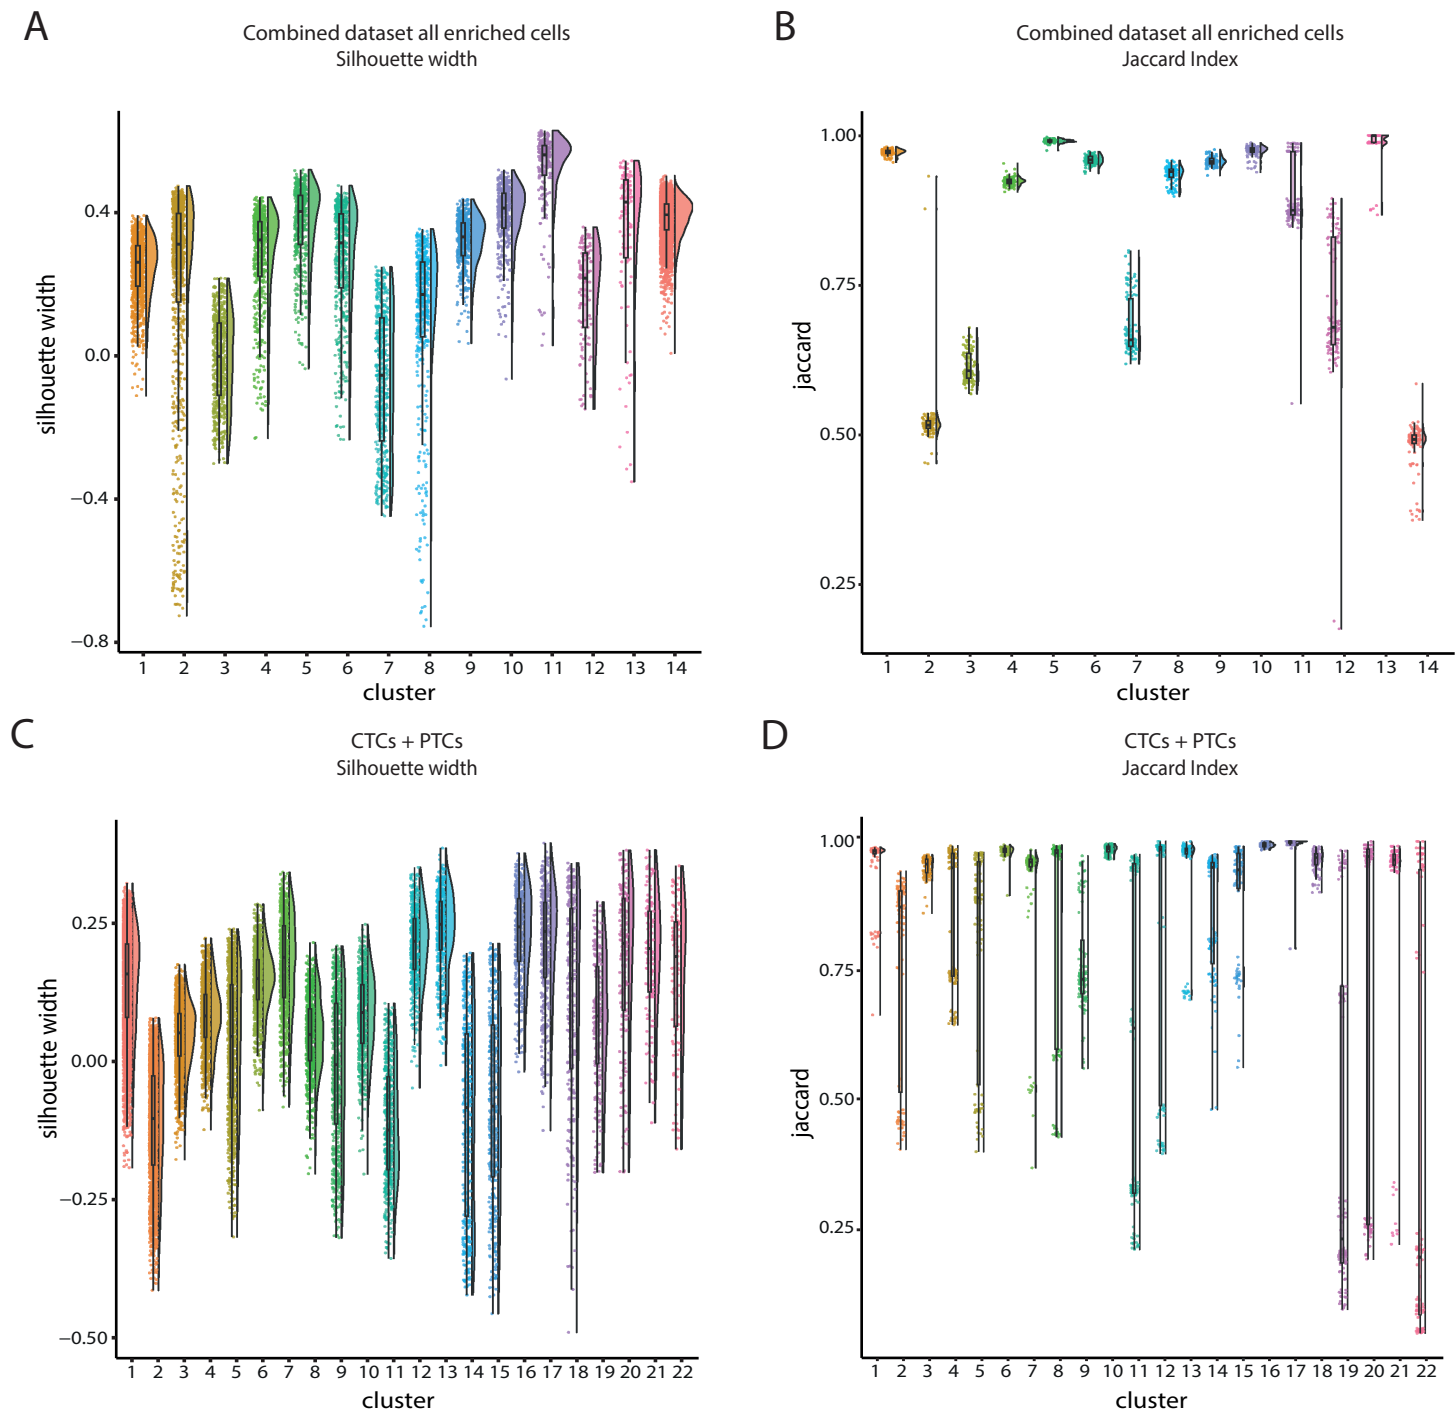 A
Combined dataset all enriched cells
Silhouette width
silhouette width
0.4
0.0
−0.4
−0.8
1 2 3 4 5 6 7 8 9 10 11 12 13 14
cluster
B
Combined dataset all enriched cells
Jaccard Index
jaccard
1.00
0.75
0.50
0.25
1 2 3 4 5 6 7 8 9 10 11 12 13 14
cluster
C
CTCs + PTCs
Silhouette width
silhouette width
0.25
0.00
−0.25
−0.50
1 2 3 4 5 6 7 8 9 10 11 12 13 14 15 16 17 18 19 20 21 22
cluster
D
CTCs + PTCs
Jaccard Index
jaccard
1.00
0.75
0.50
0.25
1 2 3 4 5 6 7 8 9 10 11 12 13 14 15 16 17 18 19 20 21 22
cluster